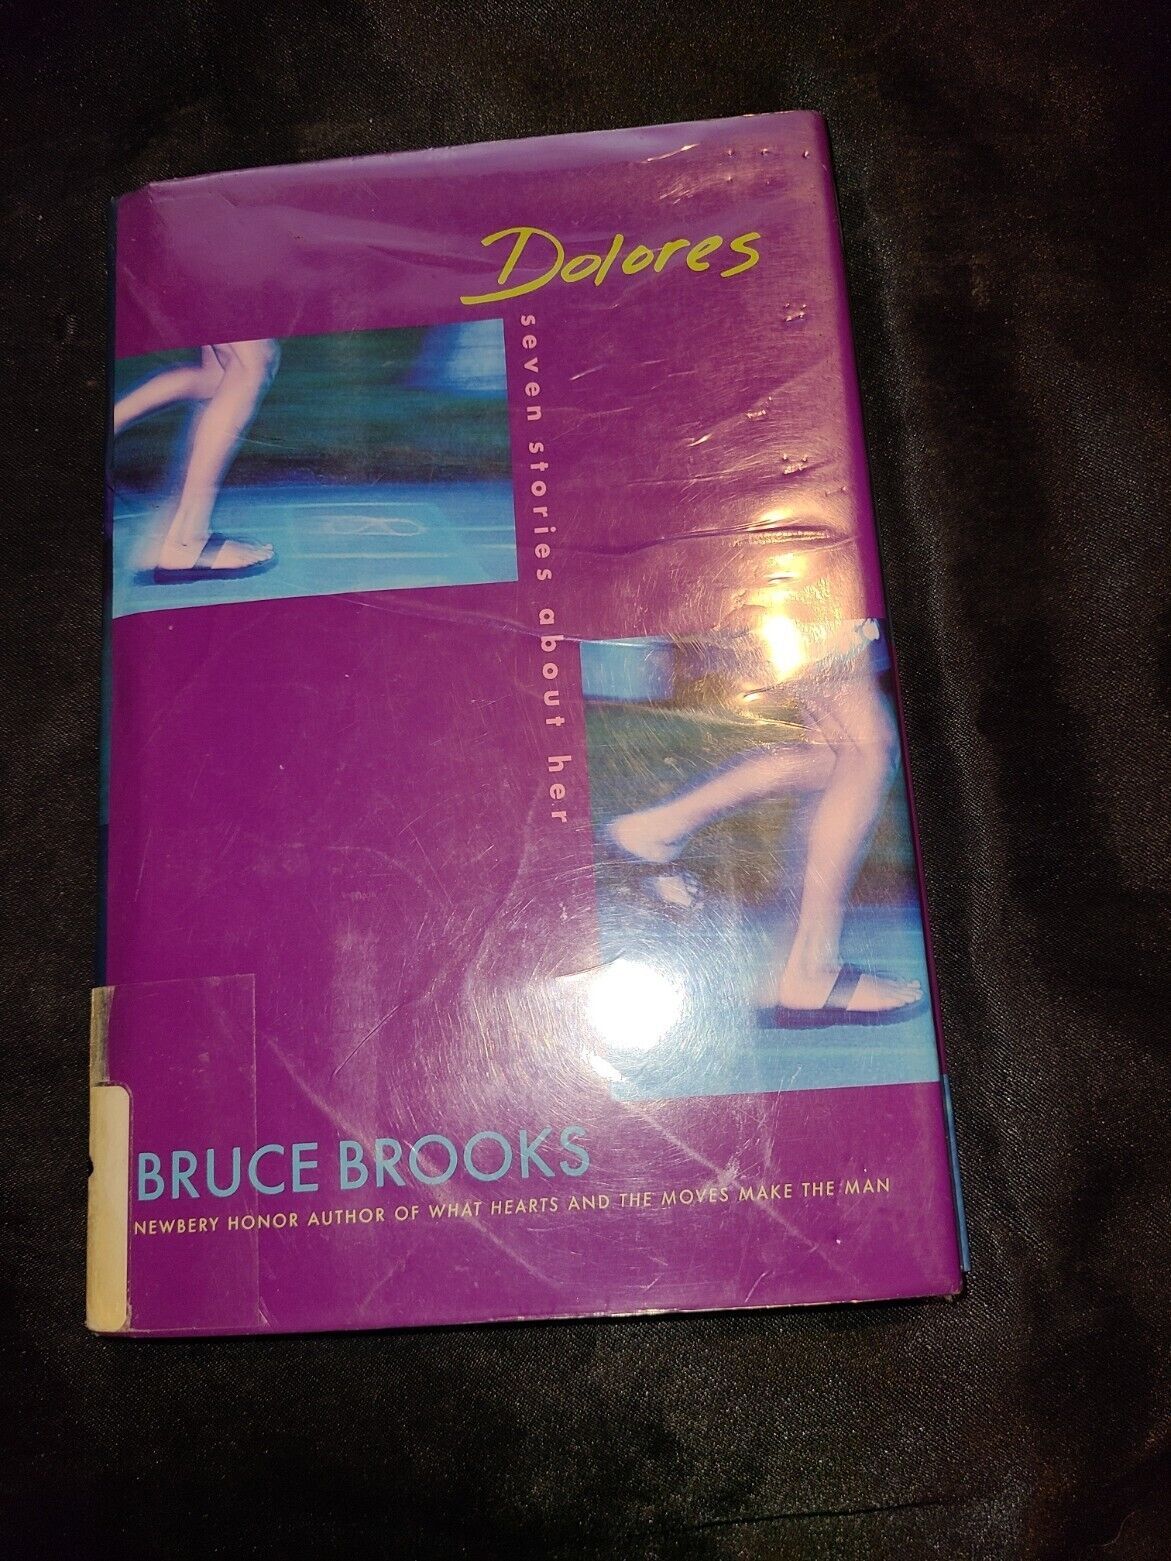 Dolores
seven stories about her
BRUCE BROOKS
NEWBERY HONOR AUTHOR OF WHAT HEARTS AND THE MOVES MAKE THE MAN